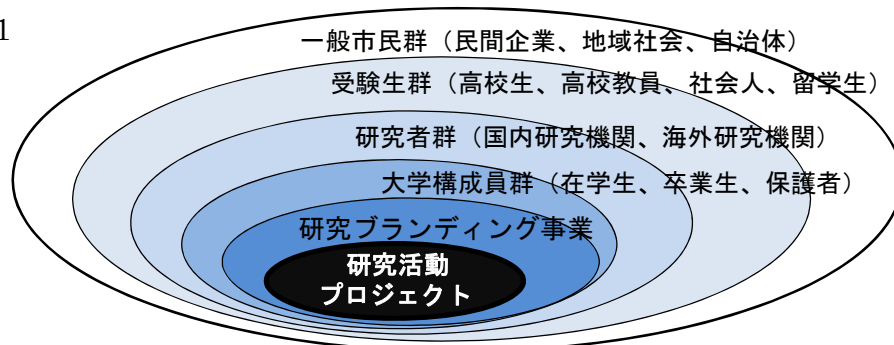 1
一般市民群（民間企業、地域社会、自治体）
受験生群（高校生、高校教員、社会人、留学生）
研究者群（国内研究機関、海外研究機関）
大学構成員群（在学生、卒業生、保護者）
研究ブランディング事業
研究活動
プロジェクト